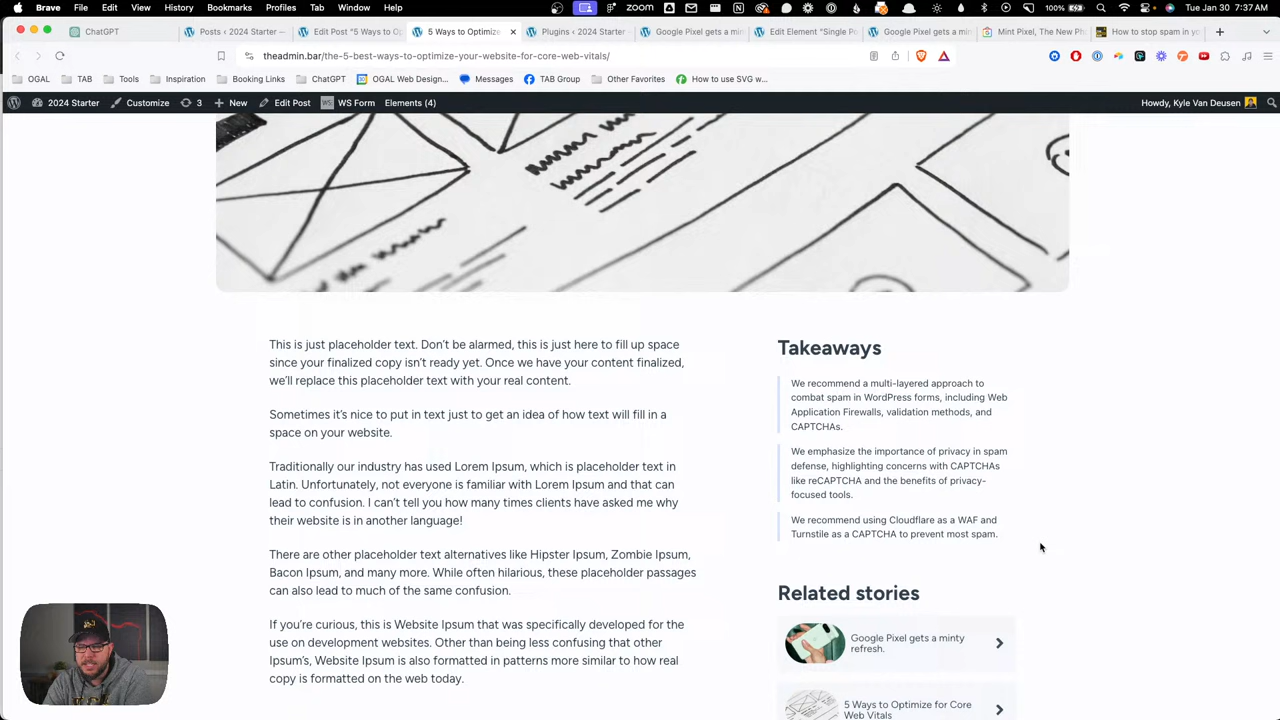 Brave File Edit View History Bookmarks Profiles Tab Window Help ZOOM 100% Tue Jan 30 7:37 AM
ChatGPT Posts ‹ 2024 Starter — Edit Post “5 Ways to Op 5 Ways to Optimize Plugins ‹ 2024 Starter — Google Pixel gets a min Edit Element “Single Po Google Pixel gets a min Mint Pixel, The New Ph How to stop spam in yo
theadmin.bar/the-5-best-ways-to-optimize-your-website-for-core-web-vitals/
OGAL TAB Tools Inspiration Booking Links ChatGPT OGAL Web Design... Messages TAB Group Other Favorites How to use SVG w...
2024 Starter Customize 3 New Edit Post WS Form Elements (4) Howdy, Kyle Van Deusen
This is just placeholder text. Don’t be alarmed, this is just here to fill up space
since your finalized copy isn’t ready yet. Once we have your content finalized,
we’ll replace this placeholder text with your real content.
Sometimes it’s nice to put in text just to get an idea of how text will fill in a
space on your website.
Traditionally our industry has used Lorem Ipsum, which is placeholder text in
Latin. Unfortunately, not everyone is familiar with Lorem Ipsum and that can
lead to confusion. I can’t tell you how many times clients have asked me why
their website is in another language!
There are other placeholder text alternatives like Hipster Ipsum, Zombie Ipsum,
Bacon Ipsum, and many more. While often hilarious, these placeholder passages
can also lead to much of the same confusion.
If you’re curious, this is Website Ipsum that was specifically developed for the
use on development websites. Other than being less confusing that other
Ipsum’s, Website Ipsum is also formatted in patterns more similar to how real
copy is formatted on the web today.
Takeaways
We recommend a multi-layered approach to
combat spam in WordPress forms, including Web
Application Firewalls, validation methods, and
CAPTCHAs.
We emphasize the importance of privacy in spam
defense, highlighting concerns with CAPTCHAs
like reCAPTCHA and the benefits of privacy-
focused tools.
We recommend using Cloudflare as a WAF and
Turnstile as a CAPTCHA to prevent most spam.
Related stories
Google Pixel gets a minty
refresh.
5 Ways to Optimize for Core
Web Vitals